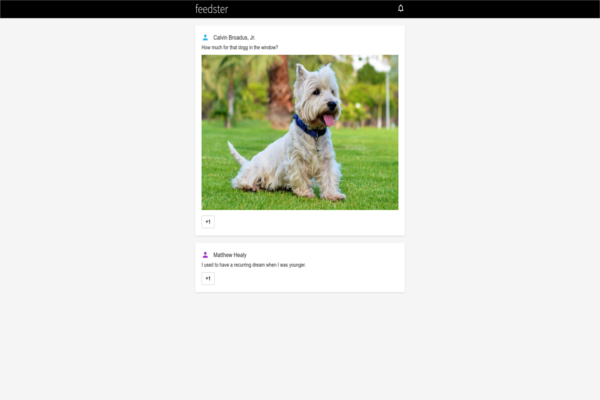 feedster
Calvin Broadus, Jr.
How much for that dogg in the window?
+1
Matthew Healy
I used to have a recurring dream when I was younger.
+1